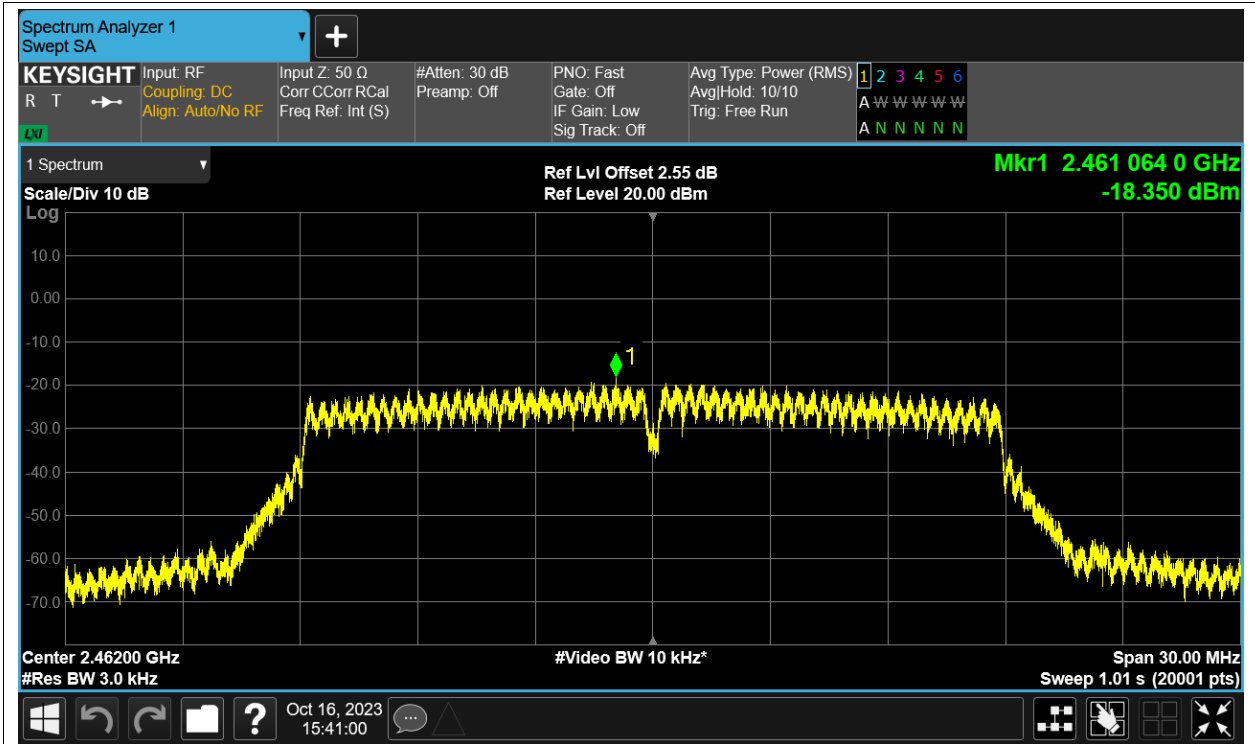 Spectrum Analyzer 1
Swept SA
+
KEYSIGHT
R T
LXI
Input: RF
Coupling: DC
Align: Auto/No RF
Input Z: 50 Ω
Corr CCorr RCal
Freq Ref: Int (S)
#Atten: 30 dB
Preamp: Off
PNO: Fast
Gate: Off
IF Gain: Low
Sig Track: Off
Avg Type: Power (RMS)
Avg|Hold: 10/10
Trig: Free Run
1 2 3 4 5 6
A W W W W W
A N N N N N
1 Spectrum
Scale/Div 10 dB
Log
Ref Lvl Offset 2.55 dB
Ref Level 20.00 dBm
Mkr1 2.461 064 0 GHz
-18.350 dBm
10.0
0.00
-10.0
1
-20.0
-30.0
-40.0
-50.0
-60.0
-70.0
Center 2.46200 GHz
#Res BW 3.0 kHz
#Video BW 10 kHz*
Span 30.00 MHz
Sweep 1.01 s (20001 pts)
?
Oct 16, 2023
15:41:00